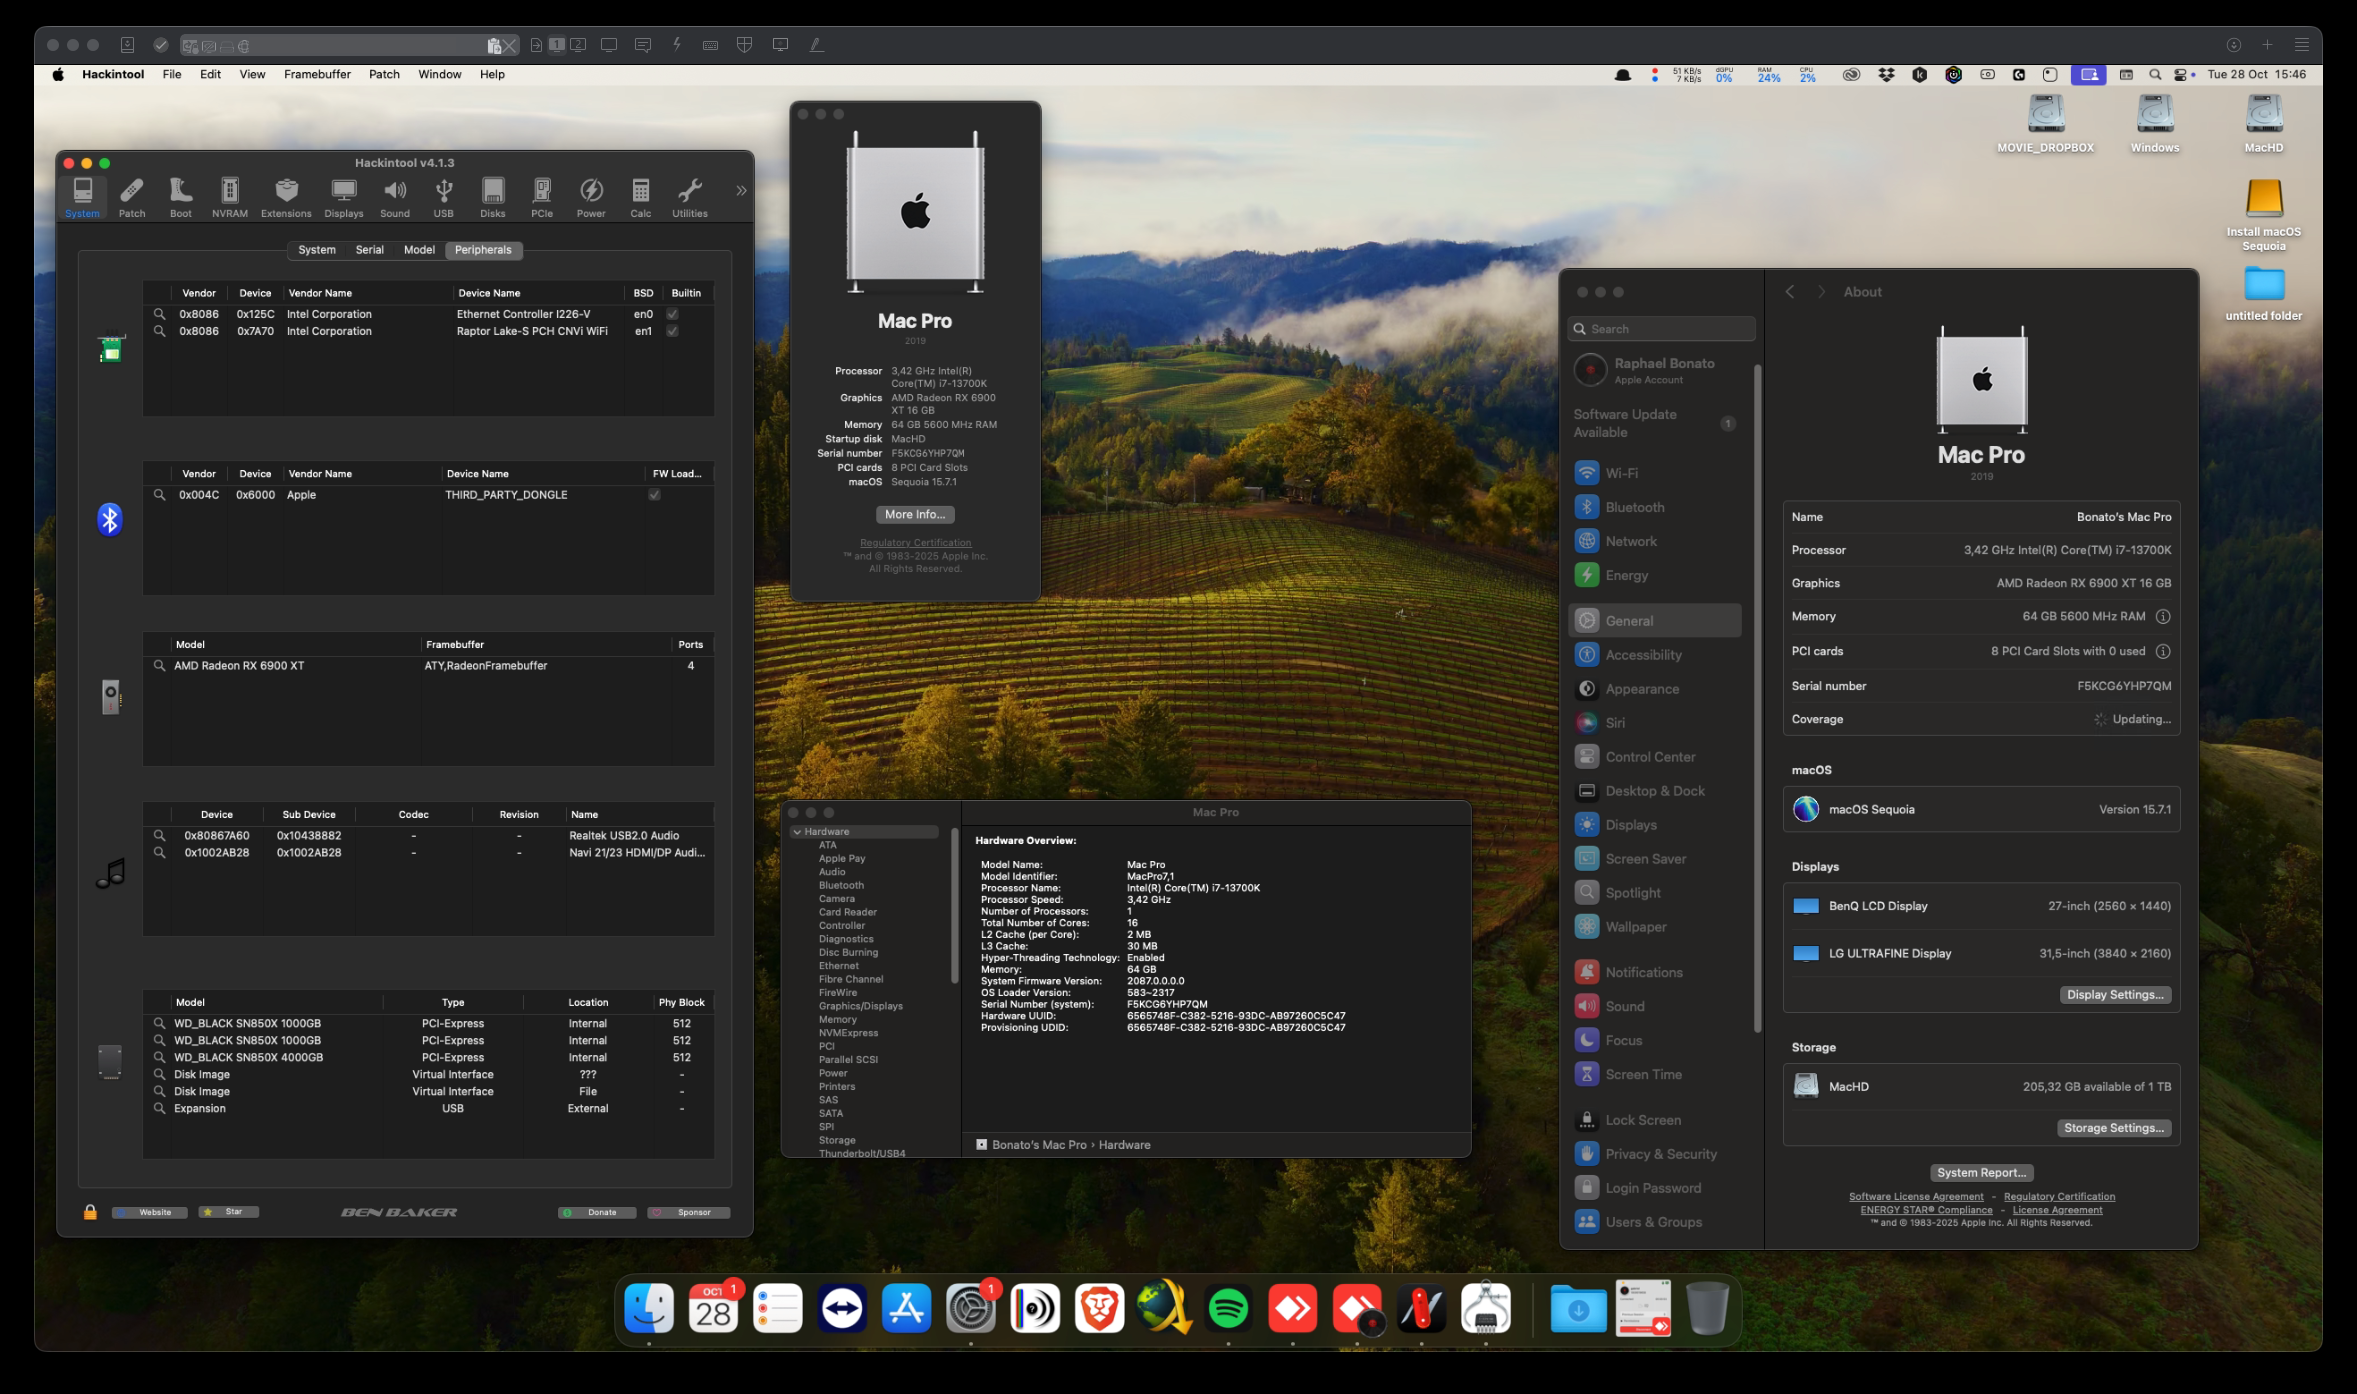 1
2
Hackintool File Edit View Framebuffer Patch Window Help
51 KB/s
7 KB/s
dGPU
0%
RAM
24%
CPU
2%
Tue 28 Oct 15:46
MOVIE_DROPBOX
Windows
MacHD
Install macOS
Sequoia
untitled folder
Hackintool v4.1.3
System Patch Boot NVRAM Extensions Displays Sound USB Disks PCIe Power Calc Utilities
System Serial Model Peripherals
Vendor Device Vendor Name Device Name BSD Builtin
0x8086 0x125C Intel Corporation Ethernet Controller I226-V en0
0x8086 0x7A70 Intel Corporation Raptor Lake-S PCH CNVi WiFi en1
Vendor Device Vendor Name Device Name FW Load...
0x004C 0x6000 Apple THIRD_PARTY_DONGLE
Model Framebuffer Ports
AMD Radeon RX 6900 XT ATY,RadeonFramebuffer 4
Device Sub Device Codec Revision Name
0x80867A60 0x10438882 - - Realtek USB2.0 Audio
0x1002AB28 0x1002AB28 - - Navi 21/23 HDMI/DP Audi...
Model Type Location Phy Block
WD_BLACK SN850X 1000GB PCI-Express Internal 512
WD_BLACK SN850X 1000GB PCI-Express Internal 512
WD_BLACK SN850X 4000GB PCI-Express Internal 512
Disk Image Virtual Interface ??? -
Disk Image Virtual Interface File -
Expansion USB External -
Website Star BEN BAKER Donate Sponsor
Mac Pro
2019
Processor 3,42 GHz Intel(R)
Core(TM) i7-13700K
Graphics AMD Radeon RX 6900
XT 16 GB
Memory 64 GB 5600 MHz RAM
Startup disk MacHD
Serial number F5KCG6YHP7QM
PCI cards 8 PCI Card Slots
macOS Sequoia 15.7.1
More Info...
Regulatory Certification
™ and © 1983-2025 Apple Inc.
All Rights Reserved.
Mac Pro
Hardware
ATA
Apple Pay
Audio
Bluetooth
Camera
Card Reader
Controller
Diagnostics
Disc Burning
Ethernet
Fibre Channel
FireWire
Graphics/Displays
Memory
NVMExpress
PCI
Parallel SCSI
Power
Printers
SAS
SATA
SPI
Storage
Thunderbolt/USB4
Hardware Overview:
Model Name: Mac Pro
Model Identifier: MacPro7,1
Processor Name: Intel(R) Core(TM) i7-13700K
Processor Speed: 3,42 GHz
Number of Processors: 1
Total Number of Cores: 16
L2 Cache (per Core): 2 MB
L3 Cache: 30 MB
Hyper-Threading Technology: Enabled
Memory: 64 GB
System Firmware Version: 2087.0.0.0.0
OS Loader Version: 583~2317
Serial Number (system): F5KCG6YHP7QM
Hardware UUID: 6565748F-C382-5216-93DC-AB97260C5C47
Provisioning UDID: 6565748F-C382-5216-93DC-AB97260C5C47
Bonato's Mac Pro › Hardware
Search
Raphael Bonato
Apple Account
Software Update
Available
1
Wi-Fi
Bluetooth
Network
Energy
General
Accessibility
Appearance
Siri
Control Center
Desktop & Dock
Displays
Screen Saver
Spotlight
Wallpaper
Notifications
Sound
Focus
Screen Time
Lock Screen
Privacy & Security
Login Password
Users & Groups
About
Mac Pro
2019
Name Bonato's Mac Pro
Processor 3,42 GHz Intel(R) Core(TM) i7-13700K
Graphics AMD Radeon RX 6900 XT 16 GB
Memory 64 GB 5600 MHz RAM
PCI cards 8 PCI Card Slots with 0 used
Serial number F5KCG6YHP7QM
Coverage Updating...
macOS
macOS Sequoia Version 15.7.1
Displays
BenQ LCD Display 27-inch (2560 × 1440)
LG ULTRAFINE Display 31,5-inch (3840 × 2160)
Display Settings...
Storage
MacHD 205,32 GB available of 1 TB
Storage Settings...
System Report...
Software License Agreement - Regulatory Certification
ENERGY STAR® Compliance - License Agreement
™ and © 1983-2025 Apple Inc. All Rights Reserved.
OCT
28
1
1